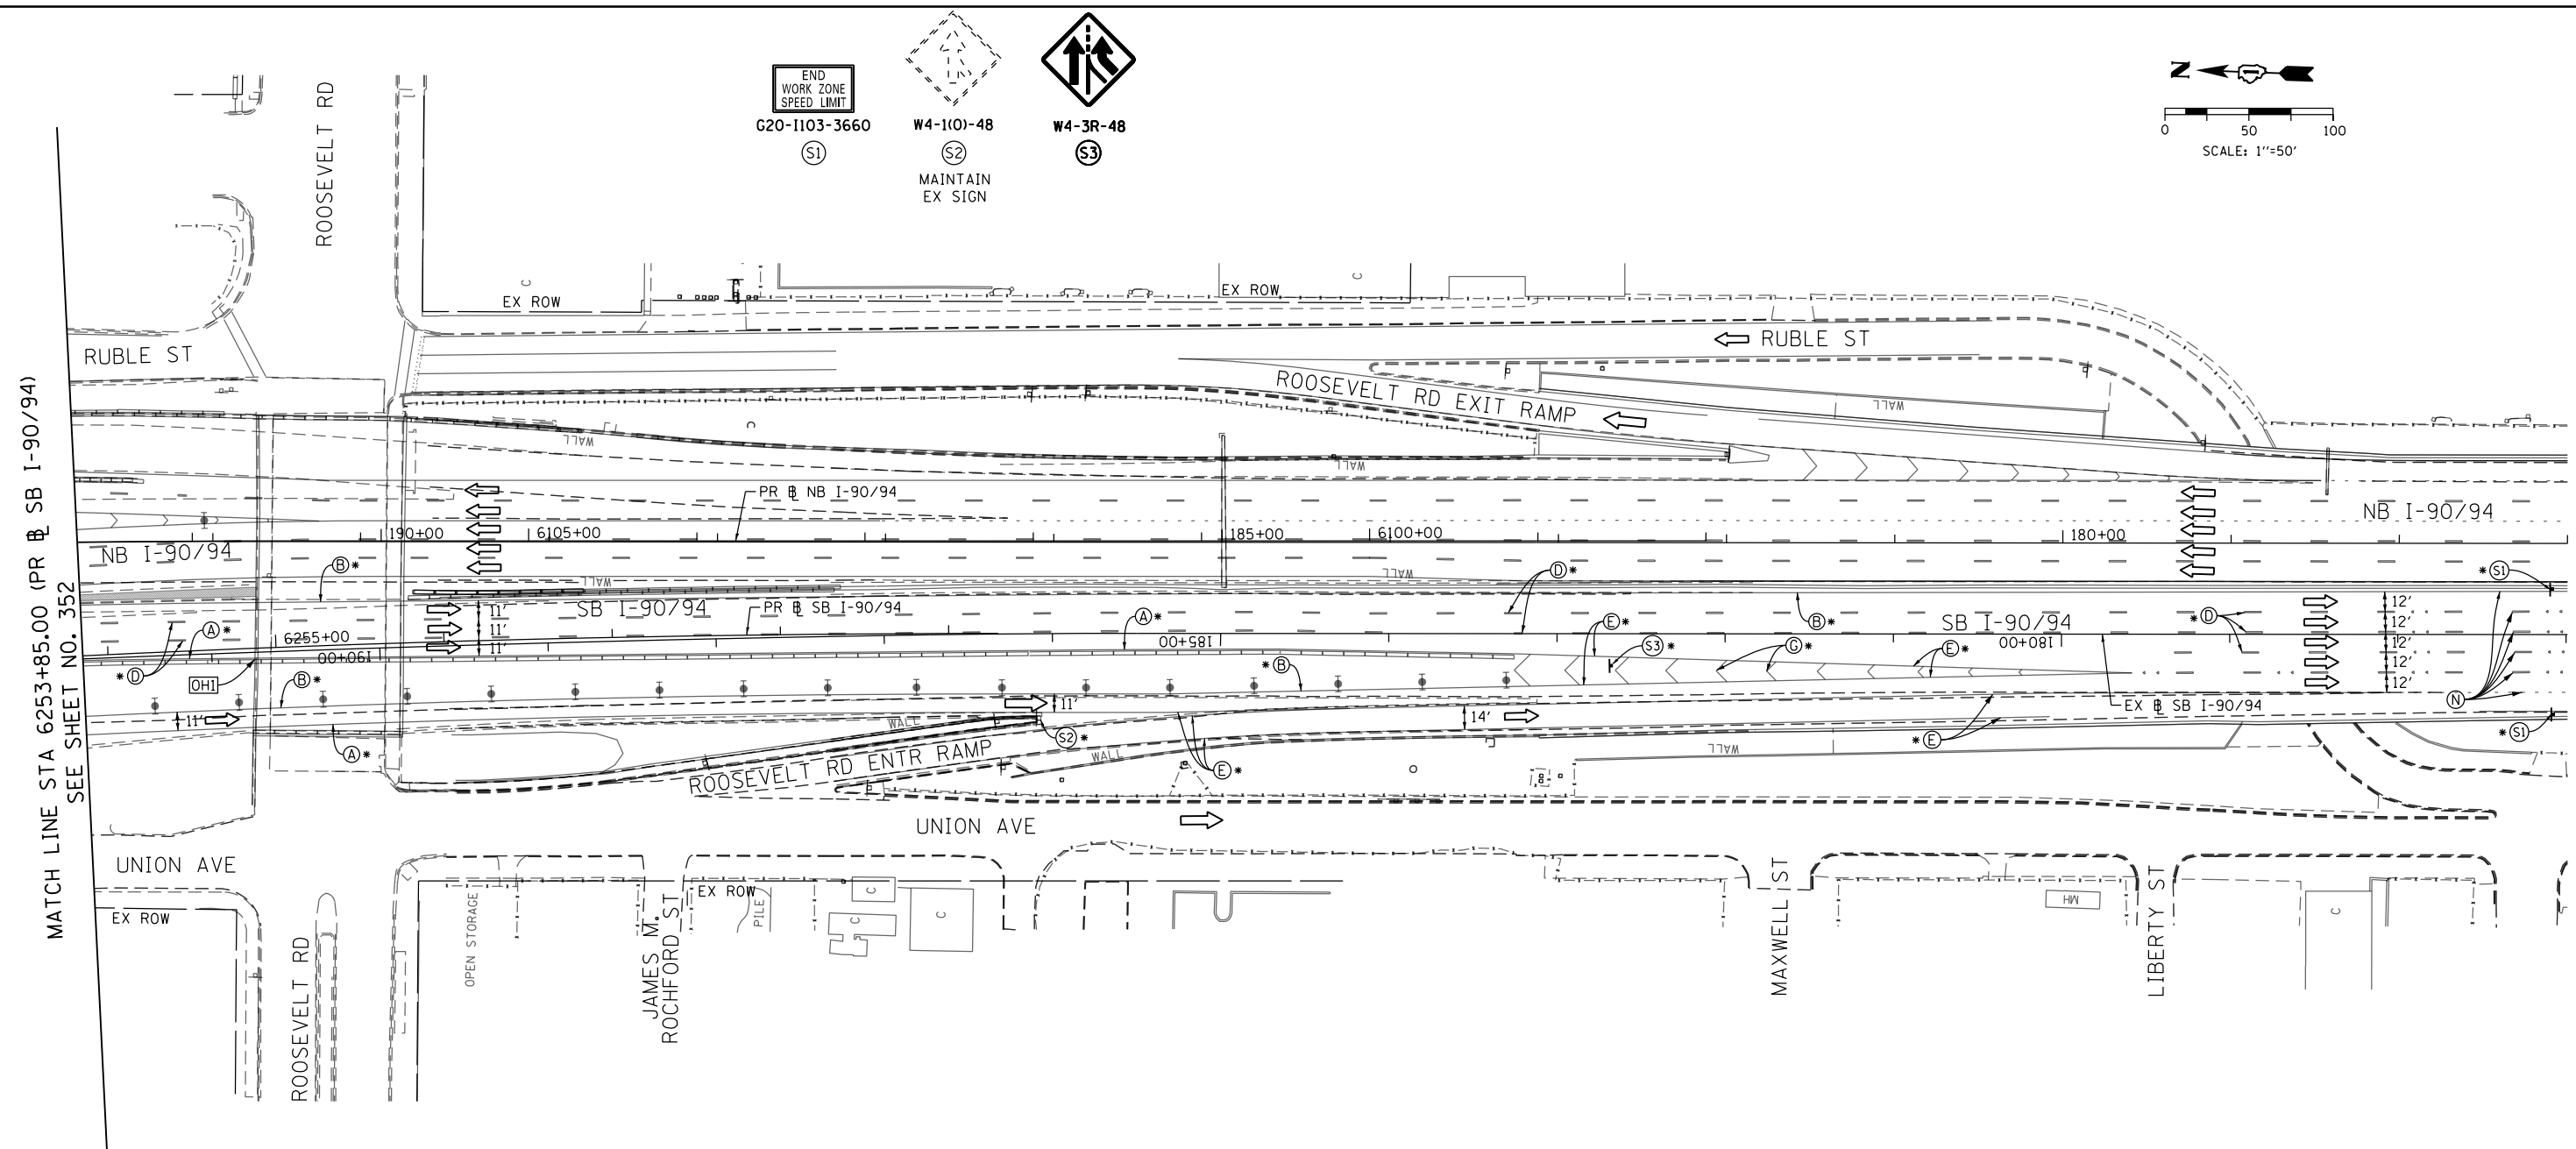 END
WORK ZONE
SPEED LIMIT
G20-I103-3660
S1
W4-1(O)-48
S2
MAINTAIN
EX SIGN
W4-3R-48
S3
N
0 50 100
SCALE: 1"=50'
ROOSEVELT RD
EX ROW
C
C
EX ROW
RUBLE ST
RUBLE ST
ROOSEVELT RD EXIT RAMP
WALL
WALL
WALL
MATCH LINE STA 6253+85.00 (PR ⅊ SB I-90/94)
SEE SHEET NO. 352
PR ⅊ NB I-90/94
NB I-90/94
190+00
6105+00
185+00
6100+00
180+00
NB I-90/94
B *
WALL
WALL
D *
* S1
11'
11'
11'
SB I-90/94
PR ⅊ SB I-90/94
A *
A *
6255+00
190+00
185+00
E *
S3 *
B *
G *
E *
SB I-90/94
180+00
* D
12'
12'
12'
12'
12'
* D
OH1
B *
* B
11'
11'
14'
EX ⅊ SB I-90/94
N
* S1
A *
WALL
S2 *
ROOSEVELT RD ENTR RAMP
WALL
E *
WALL
* E
UNION AVE
UNION AVE
EX ROW
ROOSEVELT RD
OPEN STORAGE
JAMES M.
ROCHFORD ST
EX ROW
PILE
C
C
C
C
MAXWELL ST
MH
LIBERTY ST
C